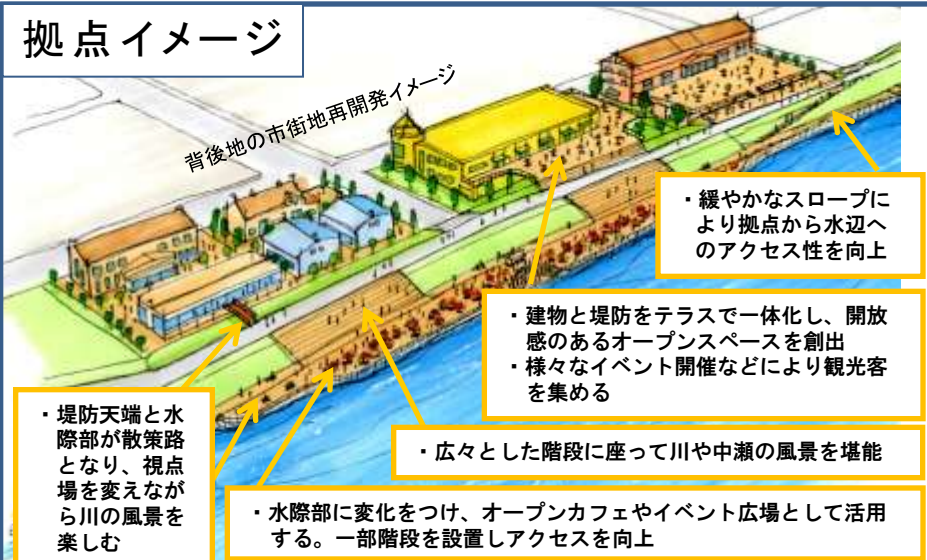 拠点イメージ
背後地の市街地再開発イメージ
・緩やかなスロープに
より拠点から水辺へ
のアクセス性を向上
・建物と堤防をテラスで一体化し、開放
感のあるオープンスペースを創出
・様々なイベント開催などにより観光客
を集める
・広々とした階段に座って川や中瀬の風景を堪能
・堤防天端と水
際部が散策路
となり、視点
場を変えなが
ら川の風景を
楽しむ
・水際部に変化をつけ、オープンカフェやイベント広場として活用
する。一部階段を設置しアクセスを向上